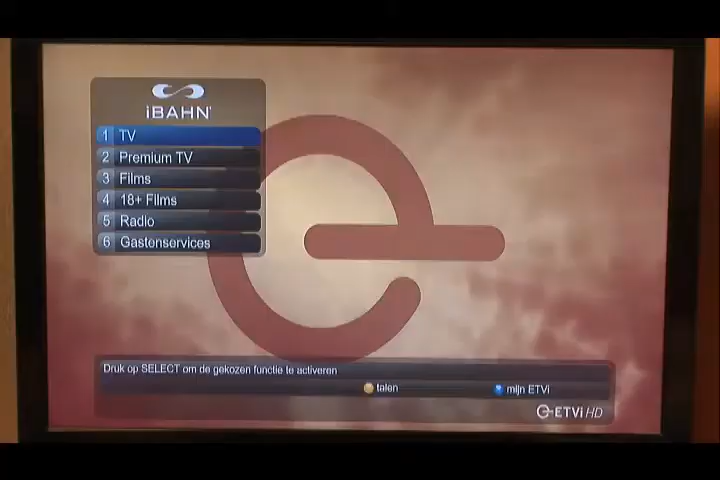 iBAHN
1 TV
2 Premium TV
3 Films
4 18+ Films
5 Radio
6 Gastenservices
Druk op SELECT om de gekozen functie te activeren
talen
mijn ETVi
ETVi HD